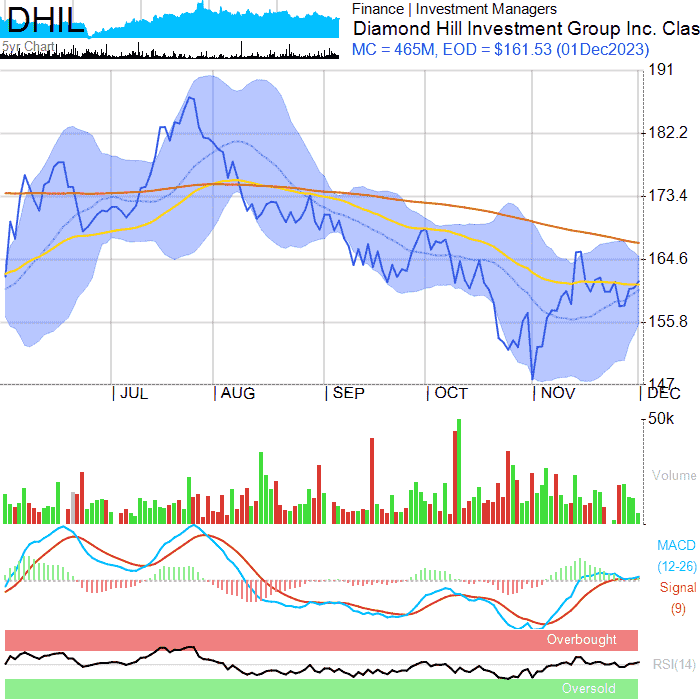 DHIL
5yr Chart
Finance | Investment Managers
Diamond Hill Investment Group Inc. Clas
MC = 465M, EOD = $161.53 (01Dec2023)
191
182.2
173.4
164.6
155.8
147
JUL AUG SEP OCT NOV DEC
50k
Volume
MACD
(12-26)
Signal
(9)
Overbought
RSI(14)
Oversold